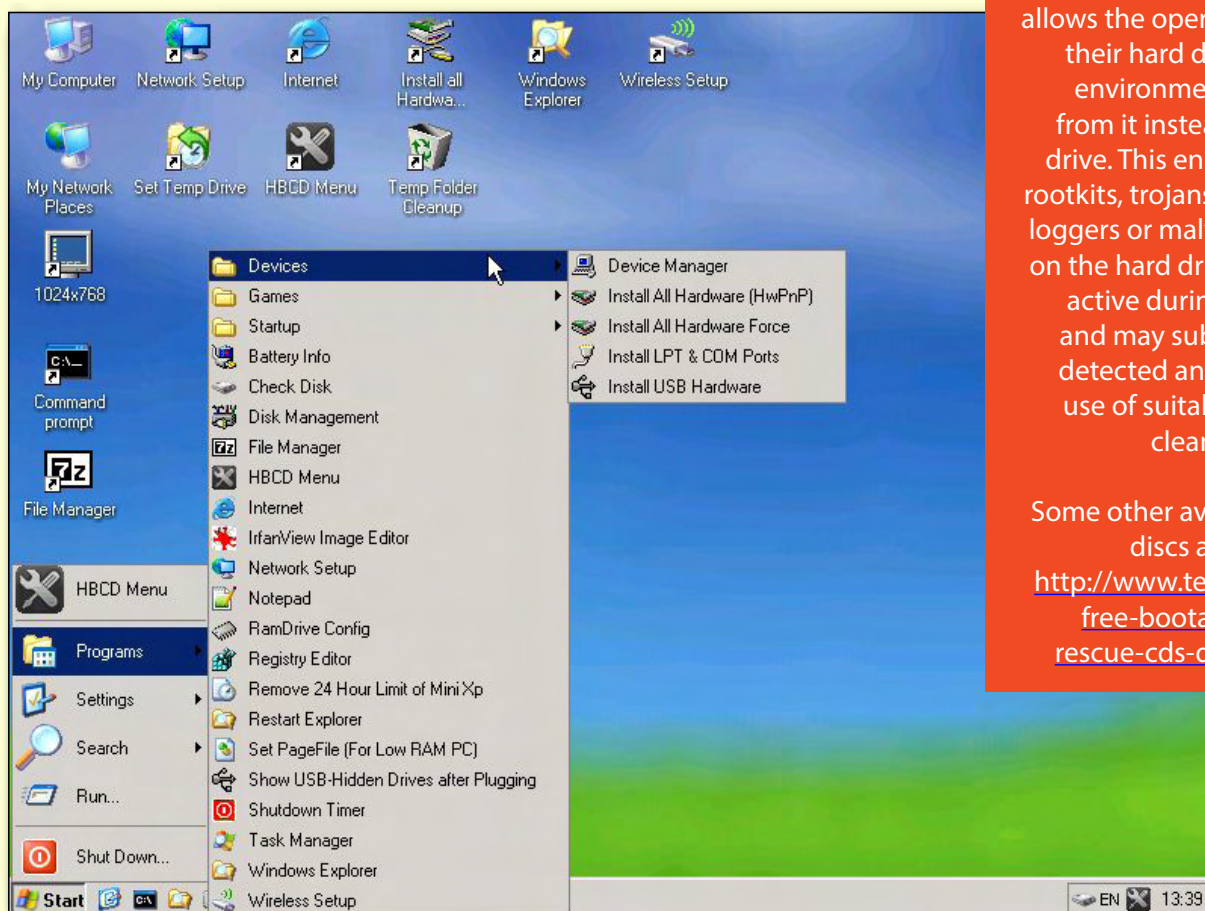 My Computer
Network Setup
Internet
Install all
Hardwa...
Windows
Explorer
Wireless Setup
My Network
Places
Set Temp Drive
HBCD Menu
Temp Folder
Cleanup
1024x768
C:\_
Command
prompt
7z
File Manager
HBCD Menu
Programs
Settings
Search
Run...
Shut Down...
Devices
Games
Startup
Battery Info
Check Disk
Disk Management
7z File Manager
HBCD Menu
Internet
IrfanView Image Editor
Network Setup
Notepad
RamDrive Config
Registry Editor
Remove 24 Hour Limit of Mini Xp
Restart Explorer
Set PageFile (For Low RAM PC)
Show USB-Hidden Drives after Plugging
Shutdown Timer
Task Manager
Windows Explorer
Wireless Setup
Device Manager
Install All Hardware (HwPnP)
Install All Hardware Force
Install LPT & COM Ports
Install USB Hardware
Start
EN 13:39
allows the oper
their hard d
environme
from it inste
drive. This en
rootkits, trojans
loggers or mal
on the hard dr
active durin
and may sub
detected an
use of suita
clear
Some other av
discs a
http://www.te
free-boota
rescue-cds-c